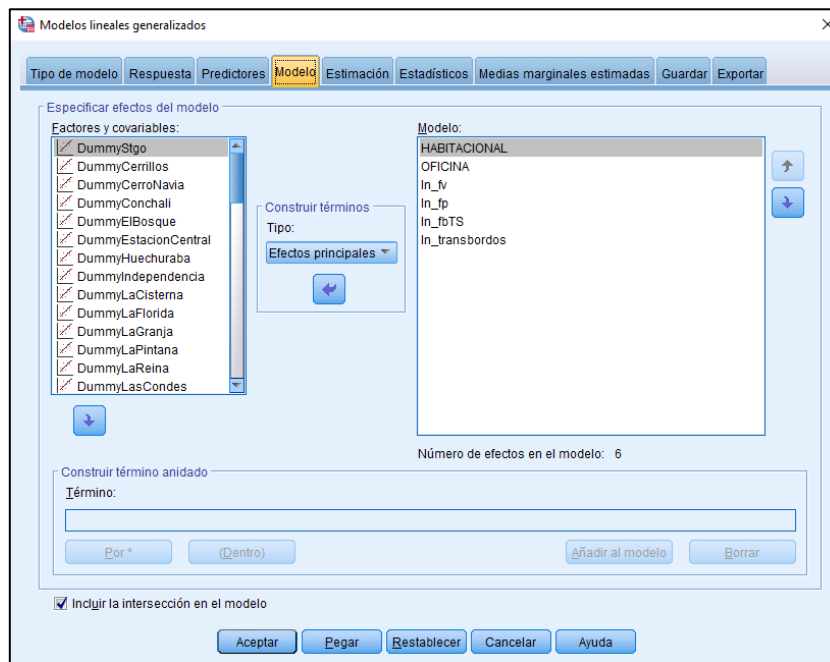 Modelos lineales generalizados
Tipo de modelo Respuesta Predictores Modelo Estimación Estadísticos Medias marginales estimadas Guardar Exportar
Especificar efectos del modelo
Factores y covariables:
DummyStgo
DummyCerrillos
DummyCerroNavia
DummyConchali
DummyElBosque
DummyEstacionCentral
DummyHuechuraba
DummyIndependencia
DummyLaCisterna
DummyLaFlorida
DummyLaGranja
DummyLaPintana
DummyLaReina
DummyLasCondes
Construir términos
Tipo:
Efectos principales
Modelo:
HABITACIONAL
OFICINA
ln_fv
ln_fp
ln_fbTS
ln_transbordos
Número de efectos en el modelo: 6
Construir término anidado
Término:
Por *
(Dentro)
Añadir al modelo
Borrar
Incluir la intersección en el modelo
Aceptar Pegar Restablecer Cancelar Ayuda